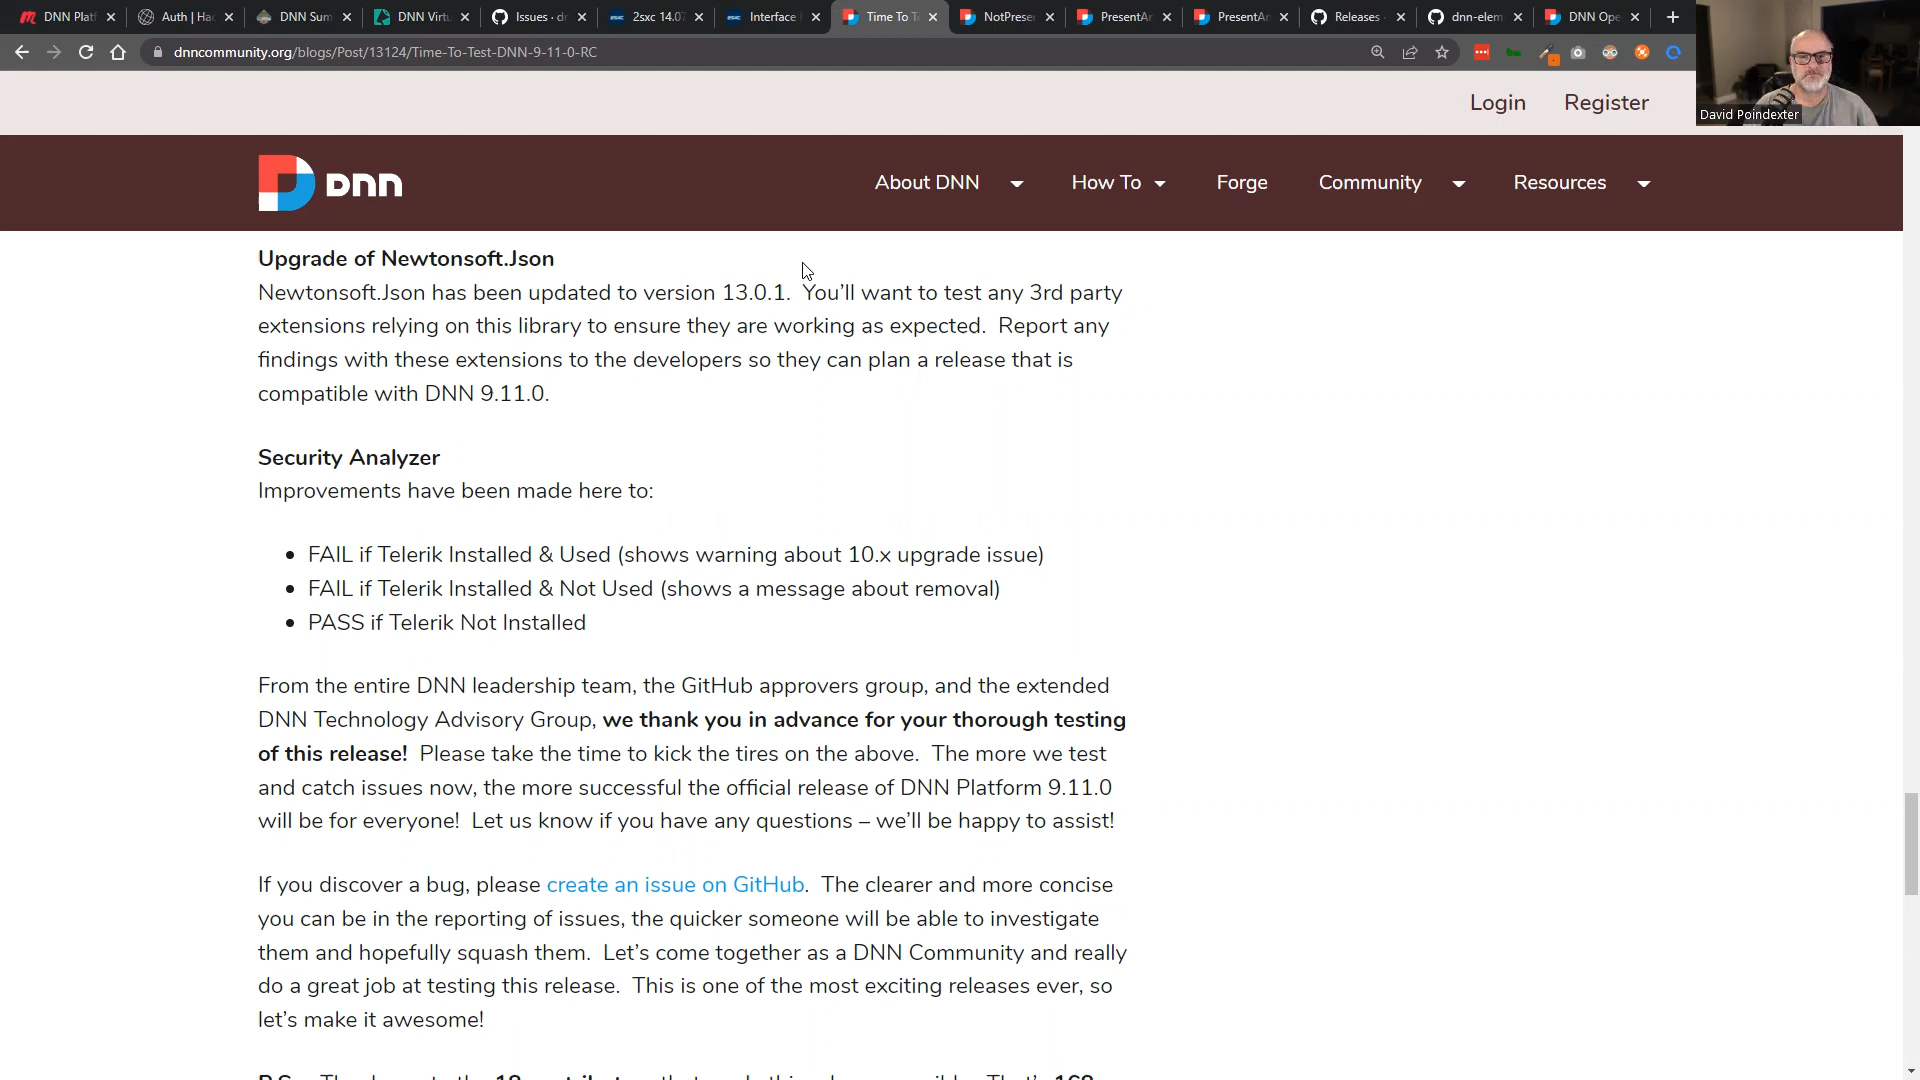 DNN Platf
Auth | Ha
DNN Sum
DNN Virtu
Issues · d
2sxc 14.0
Interface
Time To T
NotPrese
PresentAr
PresentAr
Releases ·
dnn-elem
DNN Ope
dnncommunity.org/blogs/Post/13124/Time-To-Test-DNN-9-11-0-RC
David Poindexter
Login Register
DNN
About DNN How To Forge Community Resources
Upgrade of Newtonsoft.Json
Newtonsoft.Json has been updated to version 13.0.1. You'll want to test any 3rd party
extensions relying on this library to ensure they are working as expected. Report any
findings with these extensions to the developers so they can plan a release that is
compatible with DNN 9.11.0.
Security Analyzer
Improvements have been made here to:
• FAIL if Telerik Installed & Used (shows warning about 10.x upgrade issue)
• FAIL if Telerik Installed & Not Used (shows a message about removal)
• PASS if Telerik Not Installed
From the entire DNN leadership team, the GitHub approvers group, and the extended
DNN Technology Advisory Group, we thank you in advance for your thorough testing
of this release! Please take the time to kick the tires on the above. The more we test
and catch issues now, the more successful the official release of DNN Platform 9.11.0
will be for everyone! Let us know if you have any questions – we'll be happy to assist!
If you discover a bug, please create an issue on GitHub. The clearer and more concise
you can be in the reporting of issues, the quicker someone will be able to investigate
them and hopefully squash them. Let's come together as a DNN Community and really
do a great job at testing this release. This is one of the most exciting releases ever, so
let's make it awesome!